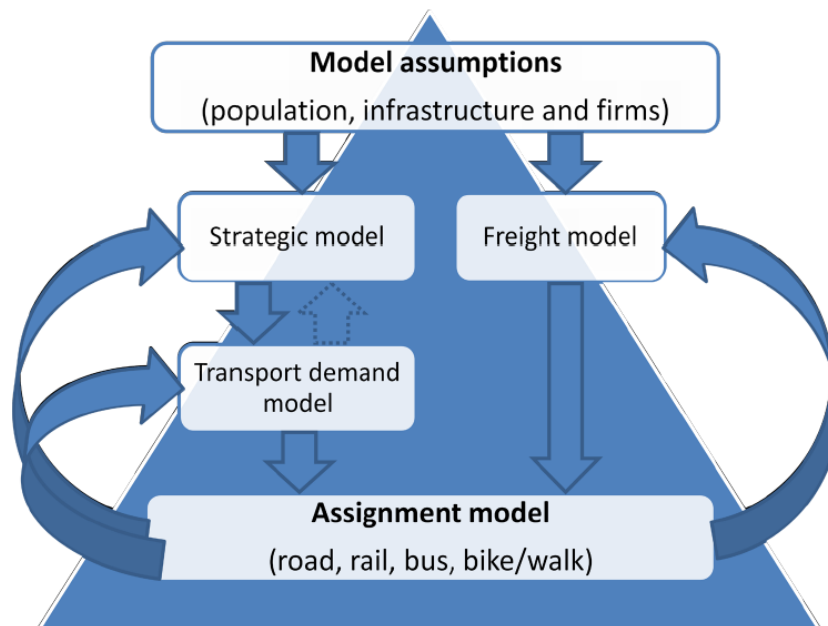 Model assumptions
(population, infrastructure and firms)
Strategic model
Freight model
Transport demand
model
Assignment model
(road, rail, bus, bike/walk)